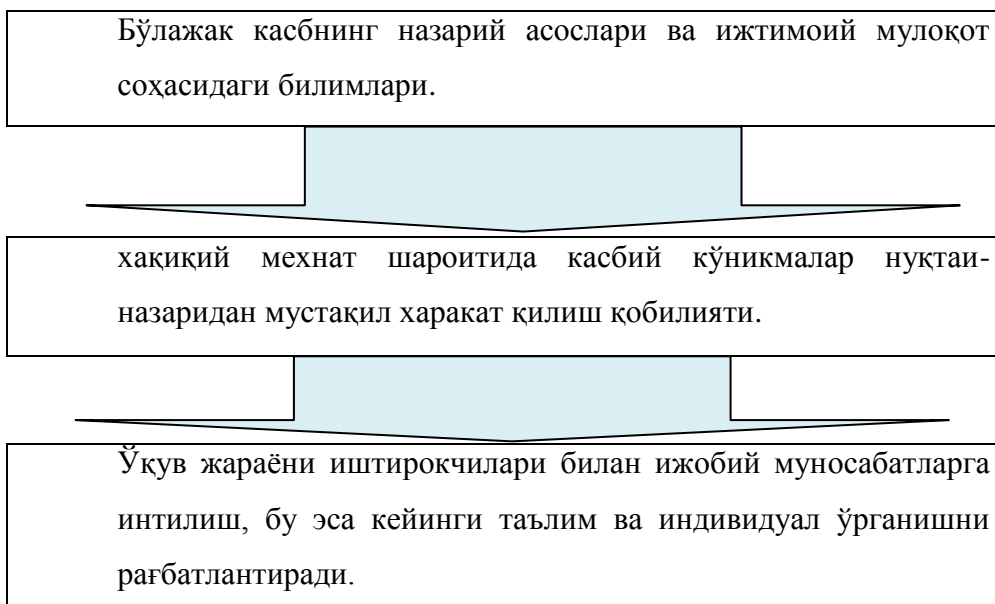 Бўлажак касбнинг назарий асослари ва ижтимоий мулоқот
соҳасидаги билимлари.
хақиқий мехнат шароитида касбий кўникмалар нуқтаи-
назаридан мустақил харакат қилиш қобилияти.
Ўқув жараёни иштирокчилари билан ижобий муносабатларга
интилиш, бу эса кейинги таълим ва индивидуал ўрганишни
рағбатлантиради.